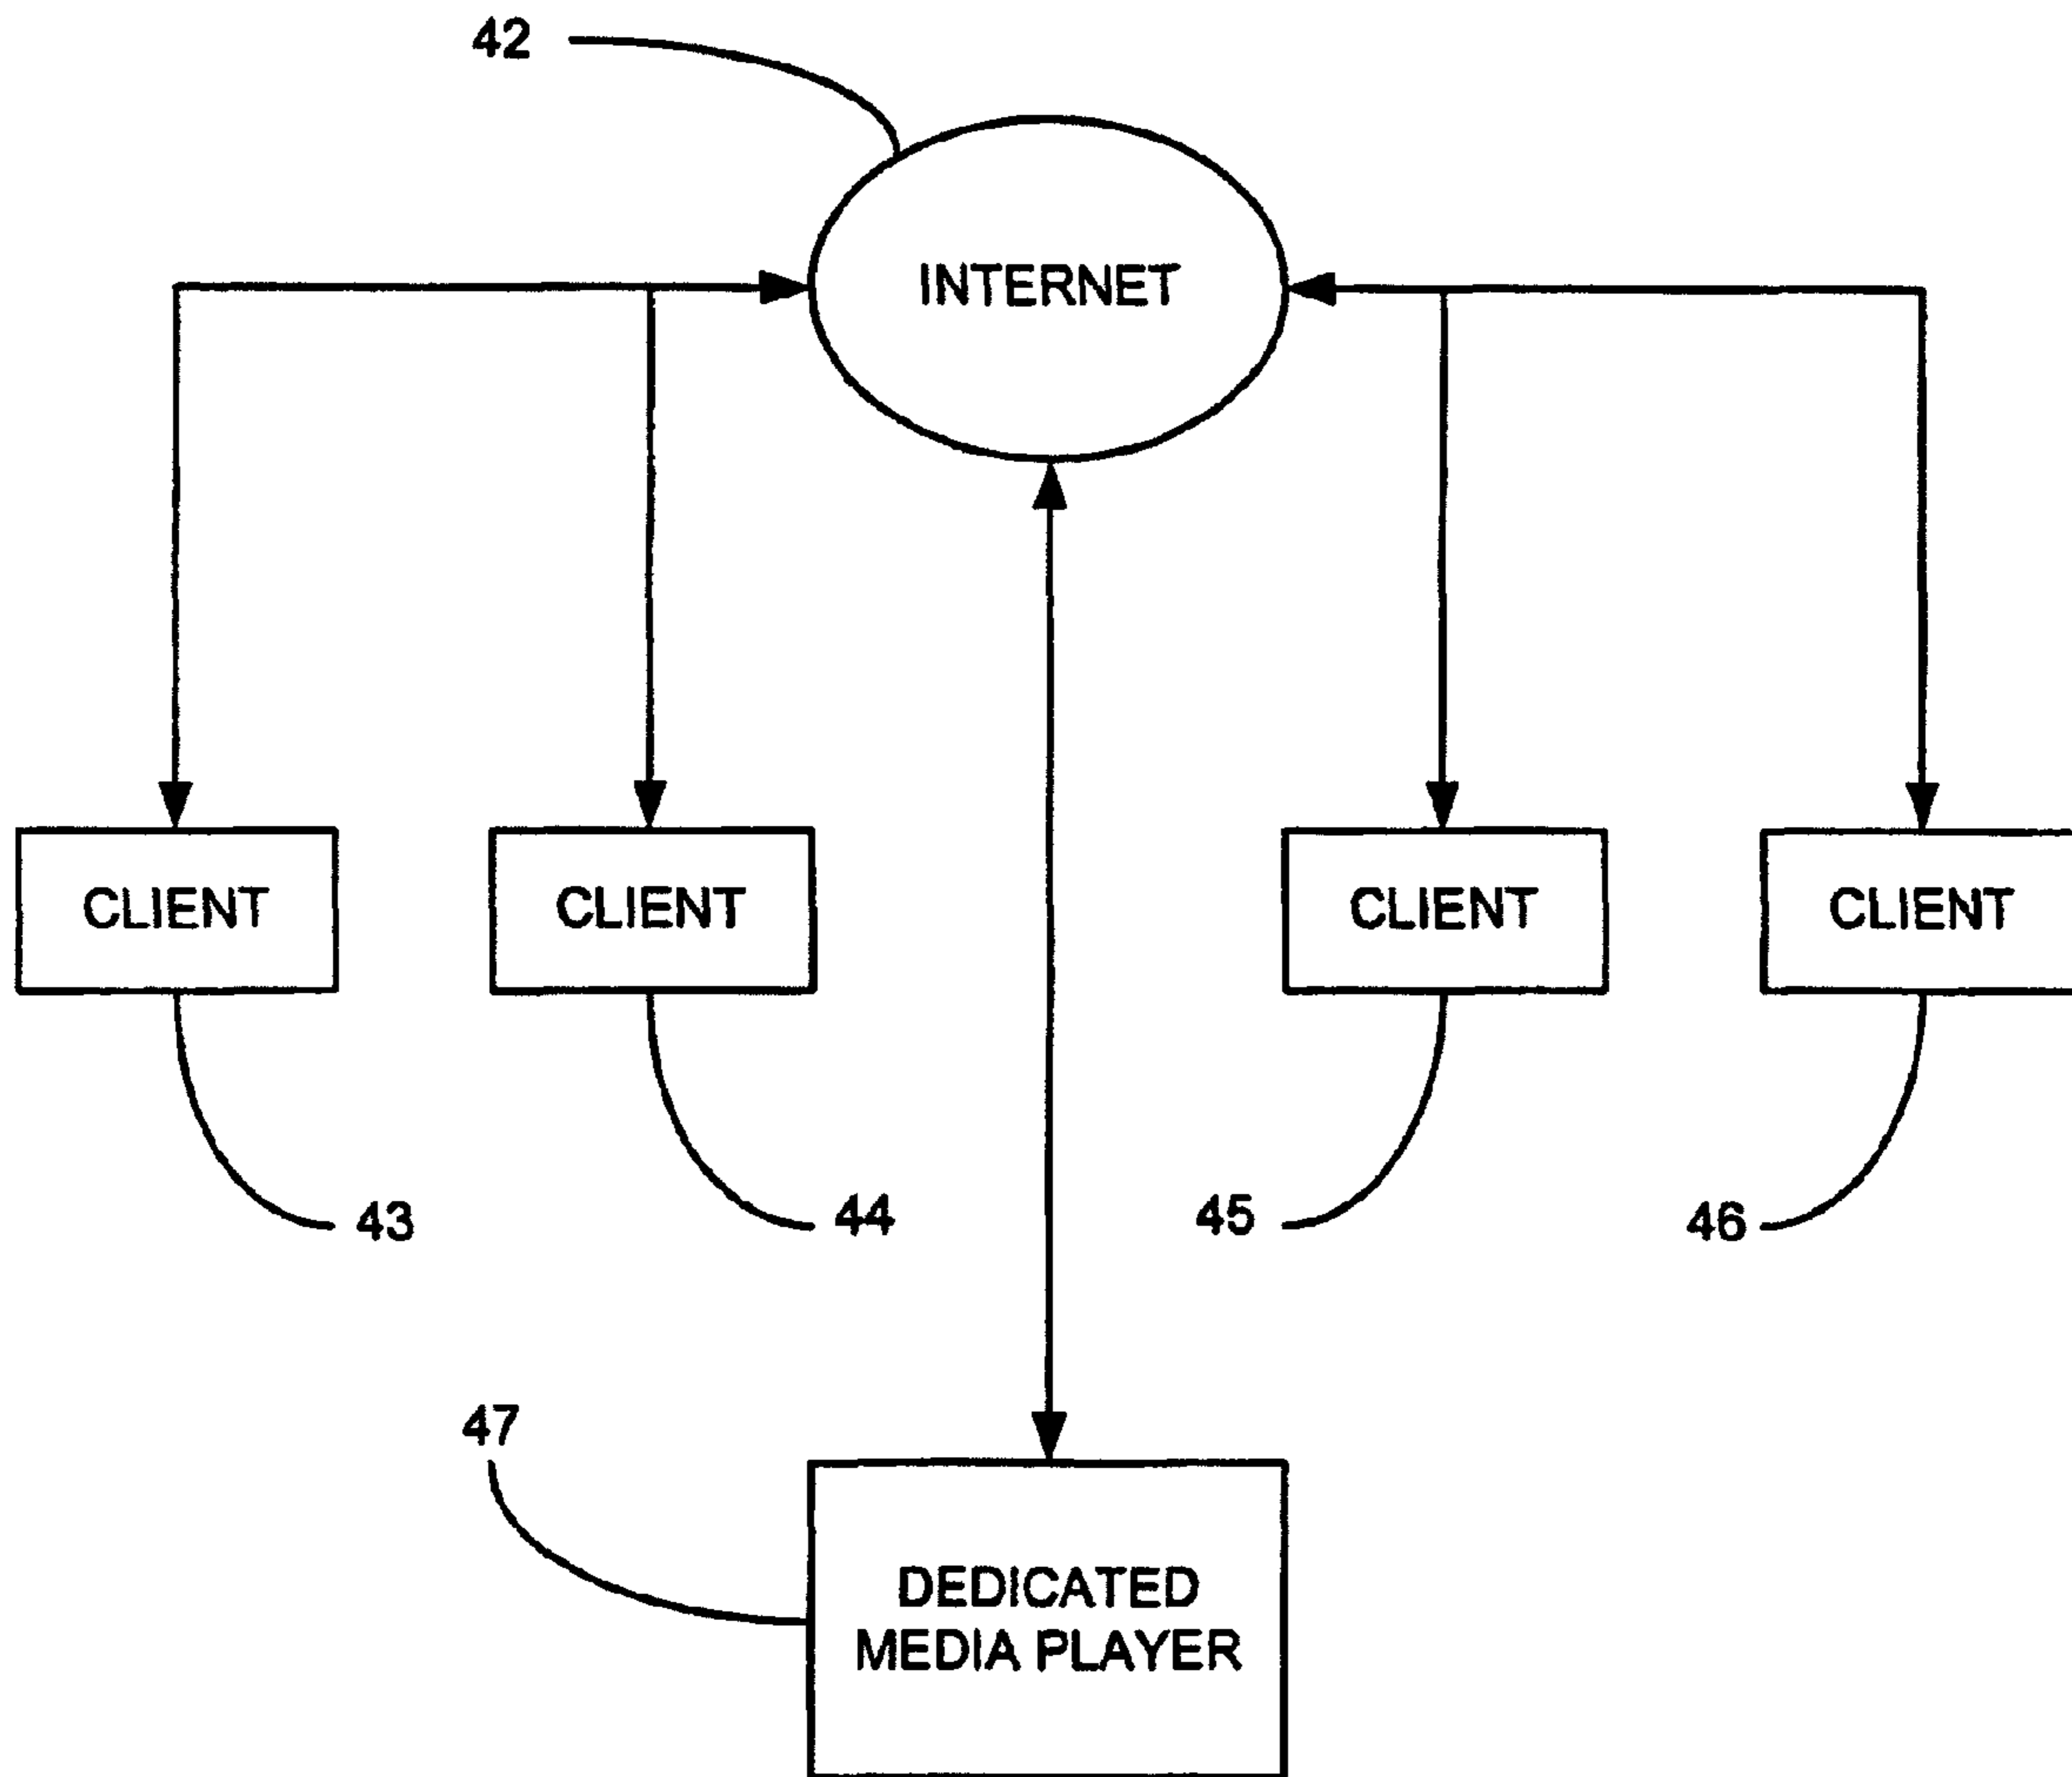 42
INTERNET
CLIENT
CLIENT
CLIENT
CLIENT
43
44
45
46
47
DEDICATED
MEDIA PLAYER